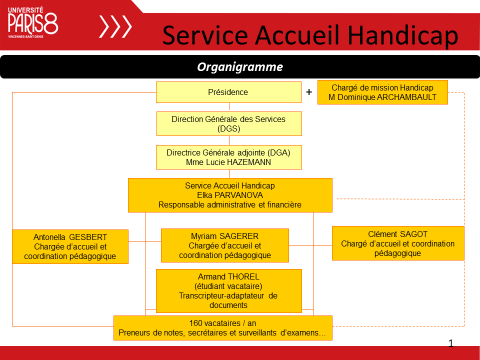 UNIVERSITÉ
PARIS8
VINCENNES-SAINT-DENIS
Service Accueil Handicap
Organigramme
Présidence
+
Chargé de mission Handicap
M Dominique ARCHAMBAULT
Direction Générale des Services
(DGS)
Directrice Générale adjointe (DGA)
Mme Lucie HAZEMANN
Service Accueil Handicap
Elka PARVANOVA
Responsable administrative et financière
Antonella GESBERT
Chargée d'accueil et
coordination pédagogique
Myriam SAGERER
Chargée d'accueil et
coordination pédagogique
Clément SAGOT
Chargé d'accueil et coordination
pédagogique
Armand THOREL
(étudiant vacataire)
Transcripteur-adaptateur de
documents
160 vacataires / an
Preneurs de notes, secrétaires et surveillants d'examens...
1